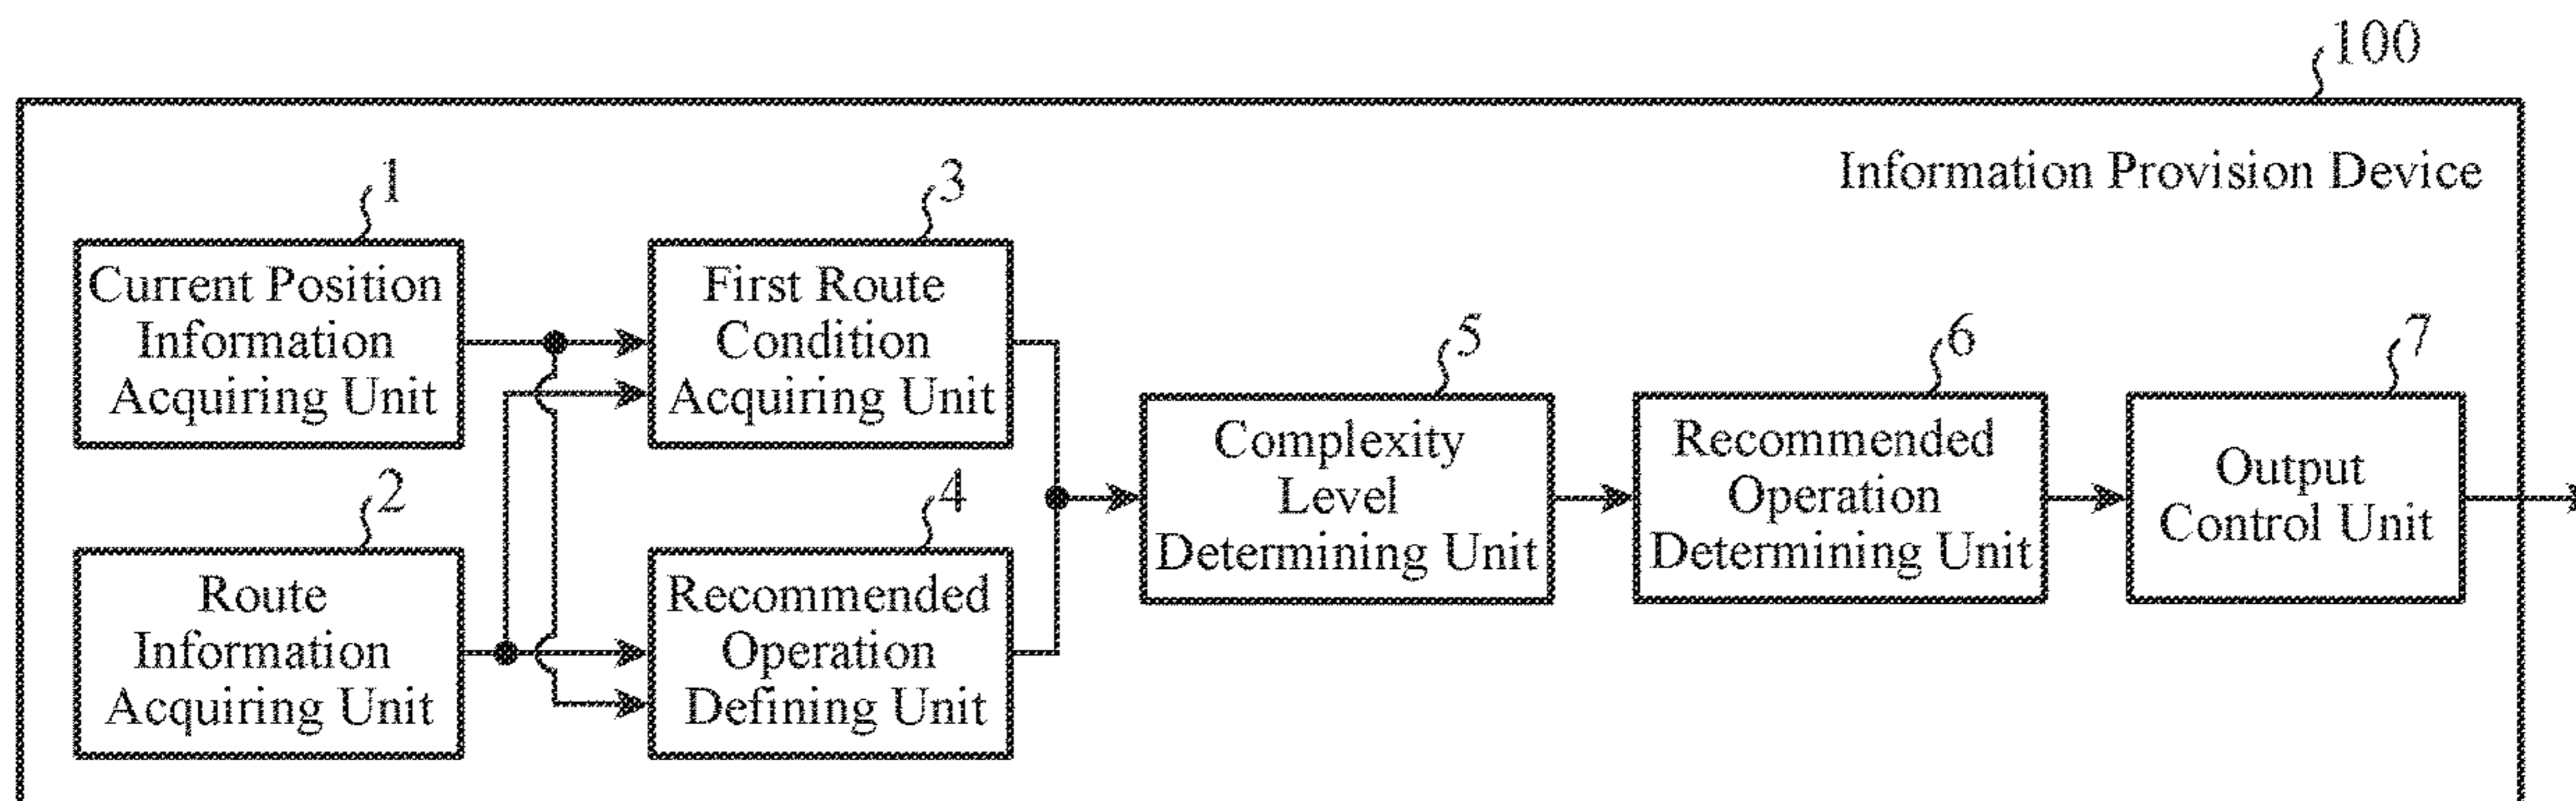 100
Information Provision Device
1
Current Position
Information
Acquiring Unit
3
First Route
Condition
Acquiring Unit
2
Route
Information
Acquiring Unit
4
Recommended
Operation
Defining Unit
5
Complexity
Level
Determining Unit
6
Recommended
Operation
Determining Unit
7
Output
Control Unit